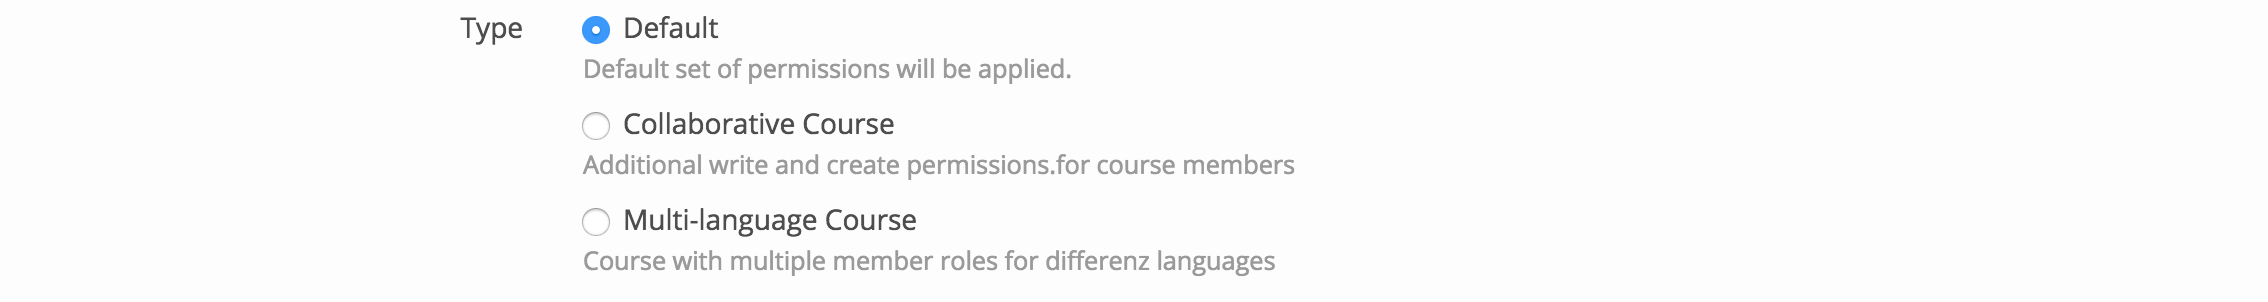 Type Default
Default set of permissions will be applied.
Collaborative Course
Additional write and create permissions.for course members
Multi-language Course
Course with multiple member roles for differenz languages